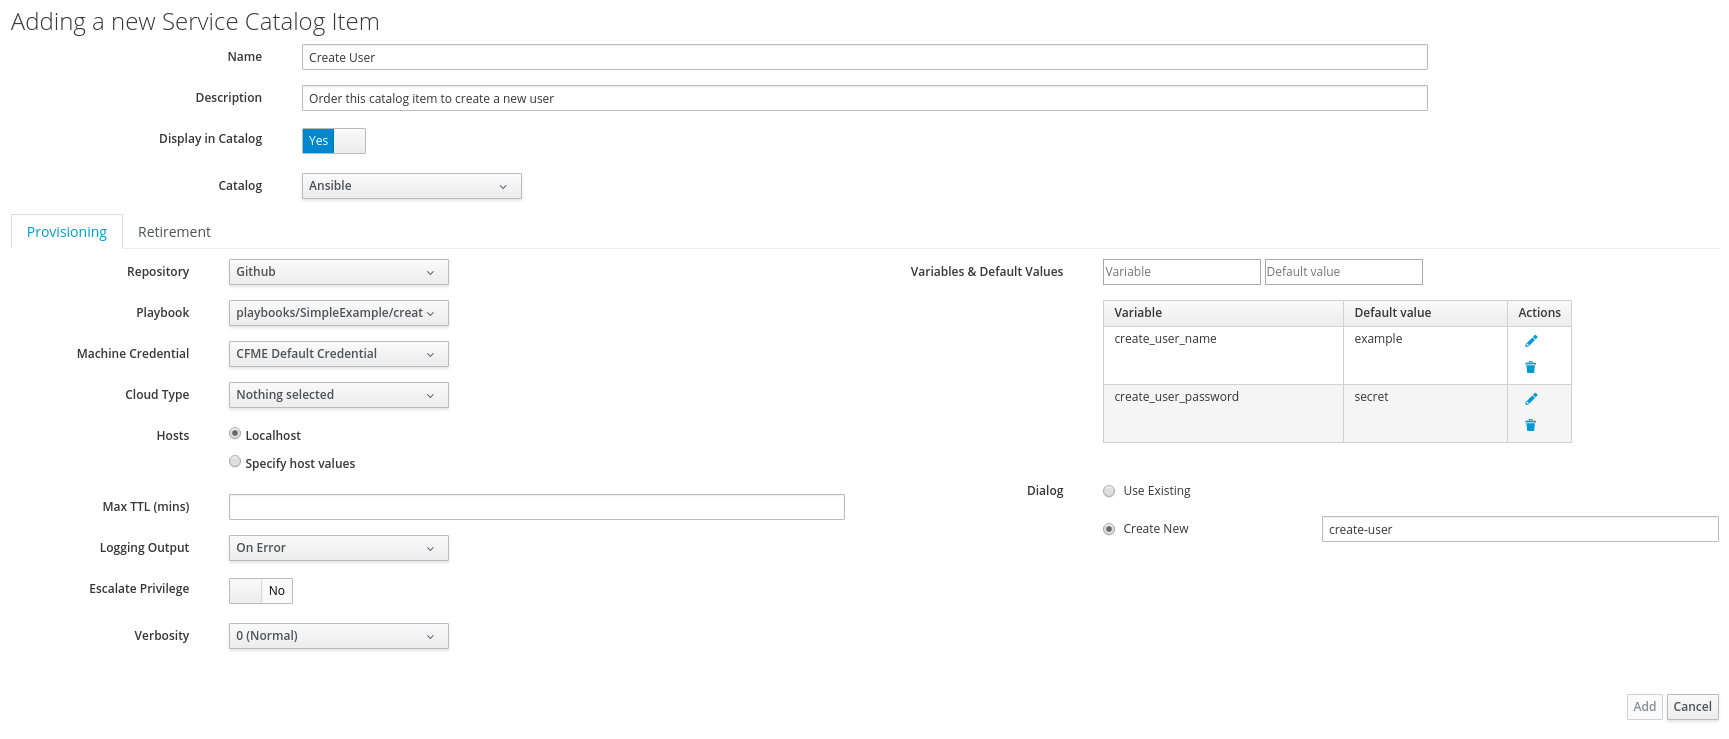 Adding a new Service Catalog Item
Name Create User
Description Order this catalog item to create a new user
Display in Catalog Yes
Catalog Ansible
Provisioning Retirement
Repository Github
Playbook playbooks/SimpleExample/creat
Machine Credential CFME Default Credential
Cloud Type Nothing selected
Hosts Localhost
Specify host values
Max TTL (mins)
Logging Output On Error
Escalate Privilege No
Verbosity 0 (Normal)
Variables & Default Values Variable Default value
Variable Default value Actions
create_user_name example
create_user_password secret
Dialog Use Existing
Create New create-user
Add Cancel